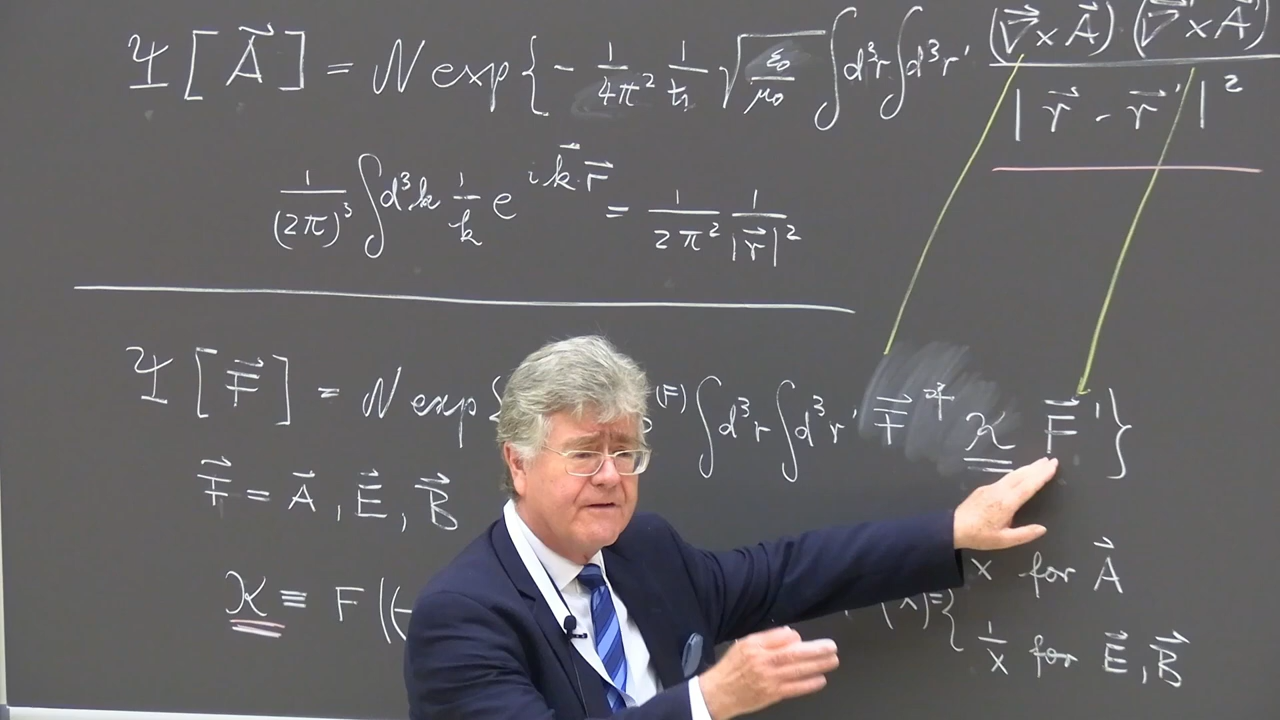 Ψ[A⃗] = N exp{ - 1/4π² 1/ħ √(ε₀/μ₀) ∫d³r ∫d³r' (∇⃗×A⃗)·(∇⃗'×A⃗')/|r⃗ - r⃗'|²
1/(2π)³ ∫d³k 1/k e^{ik⃗·r⃗} = 1/2π² 1/|r⃗|²
Ψ[F⃗] = N exp{ (F) ∫d³r ∫d³r' F⃗* K F⃗'}
F⃗ = A⃗, E⃗, B⃗
x for A⃗
K ≡ F((- (x)={
1/x for E⃗, B⃗